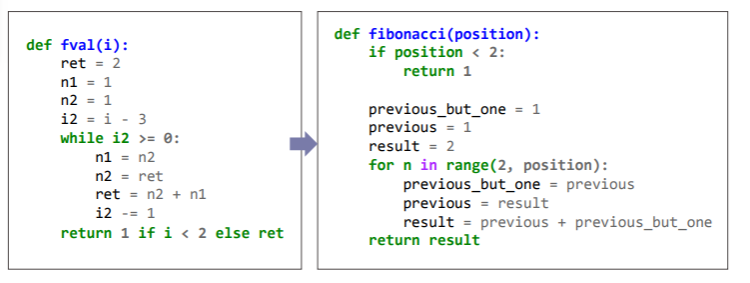 def fval(i):
    ret = 2
    n1 = 1
    n2 = 1
    i2 = i - 3
    while i2 >= 0:
        n1 = n2
        n2 = ret
        ret = n2 + n1
        i2 -= 1
    return 1 if i < 2 else ret
def fibonacci(position):
    if position < 2:
        return 1

    previous_but_one = 1
    previous = 1
    result = 2
    for n in range(2, position):
        previous_but_one = previous
        previous = result
        result = previous + previous_but_one
    return result